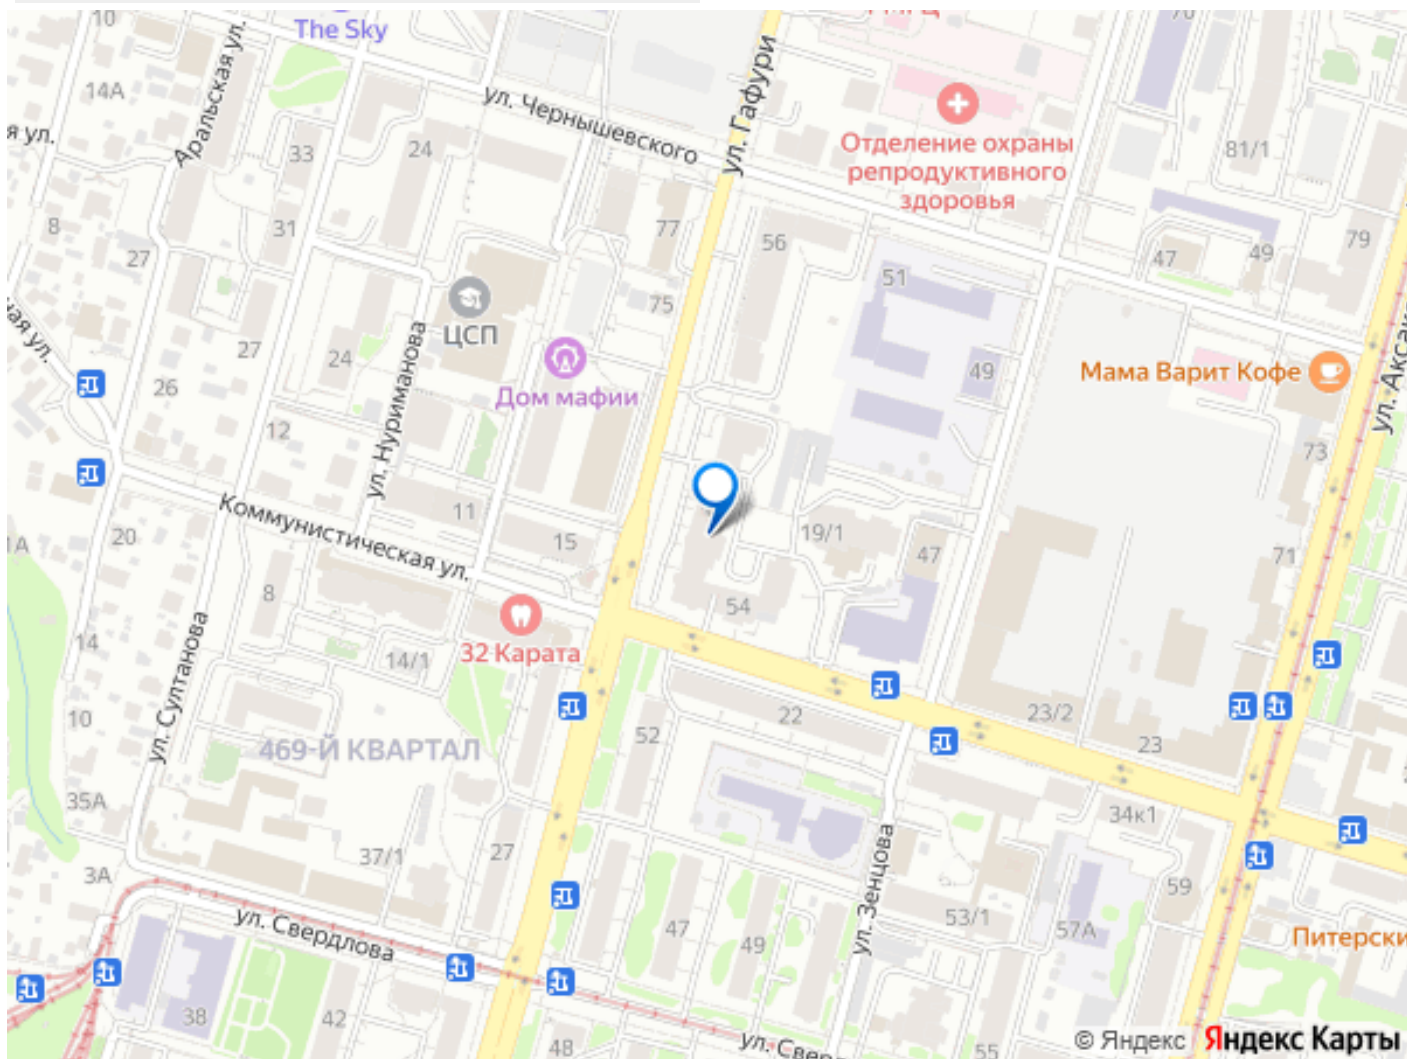 The Sky
10
14А
Аральская ул.
ул. Чернышевского
ул. Гафури
Отделение охраны
репродуктивного
здоровья
81/1
я ул.
33
24
8
31
77
56
51
47
49
79
27
ЦСП
75
ная ул.
27
24
ул. Нуриманова
Дом мафии
49
Мама Варит Кофе
26
12
73
11
15
Коммунистическая ул.
20
19/1
47
71
8
54
32 Карата
14/1
14
ул. Султанова
10
469-Й КВАРТАЛ
52
22
23/2
23
35А
37/1
27
34к1
3А
ул. Зенцова
59
ул. Свердлова
47
49
53/1
57А
Питерски
38
42
48
55
© Яндекс Яндекс Карты